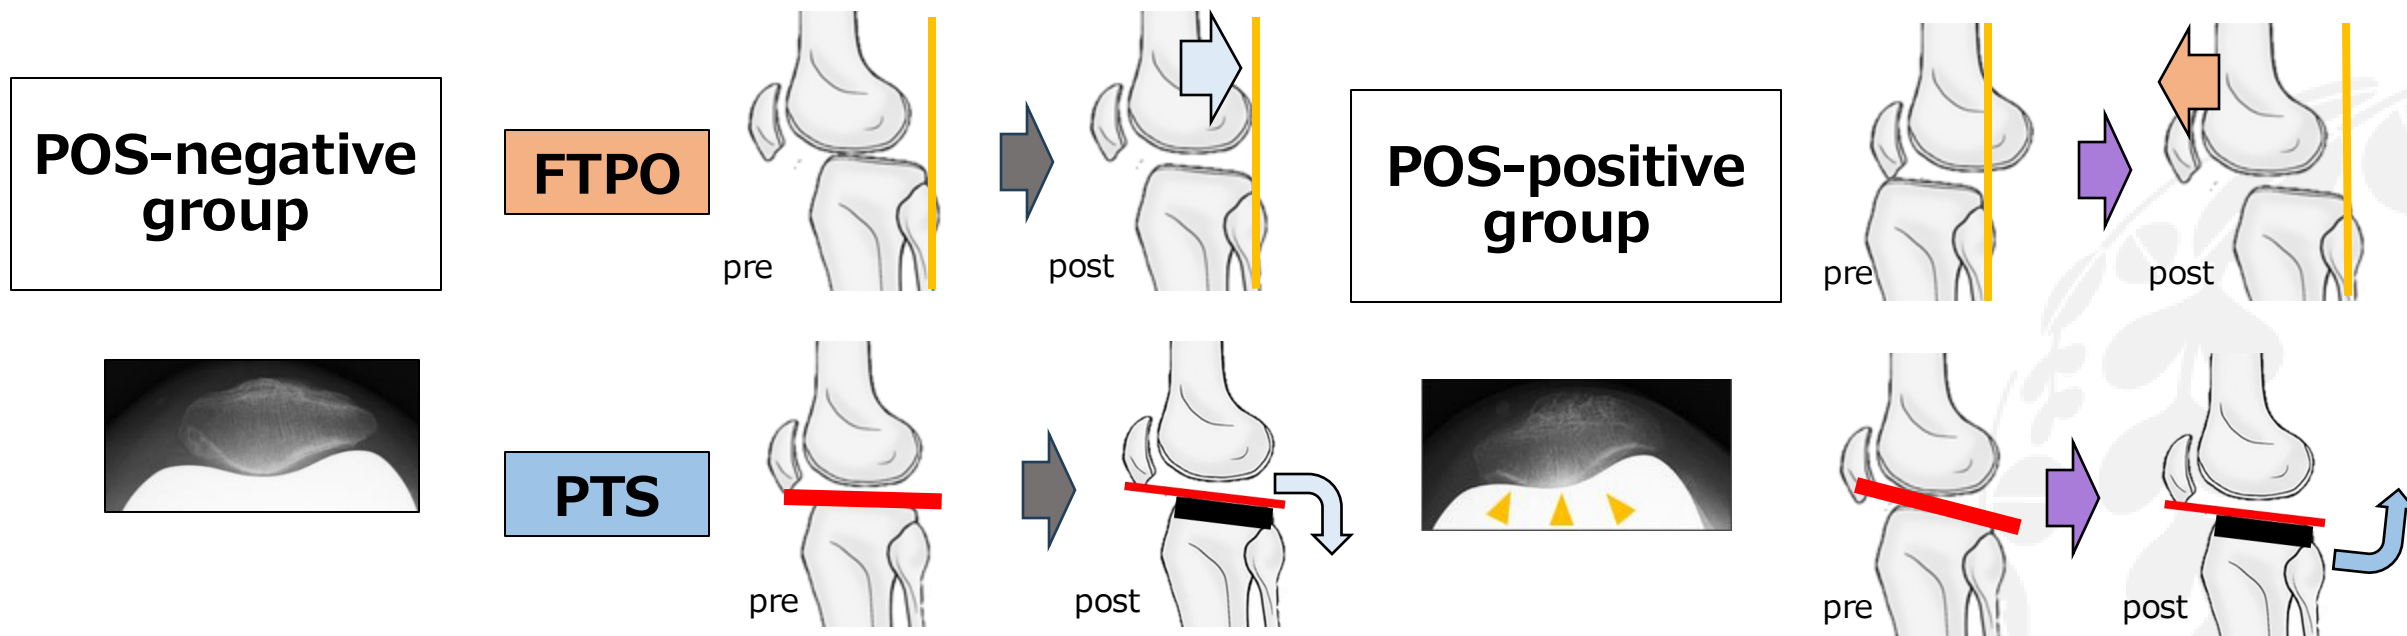 POS-negative
group
FTPO
pre
post
PTS
pre
post
POS-positive
group
pre
post
pre
post